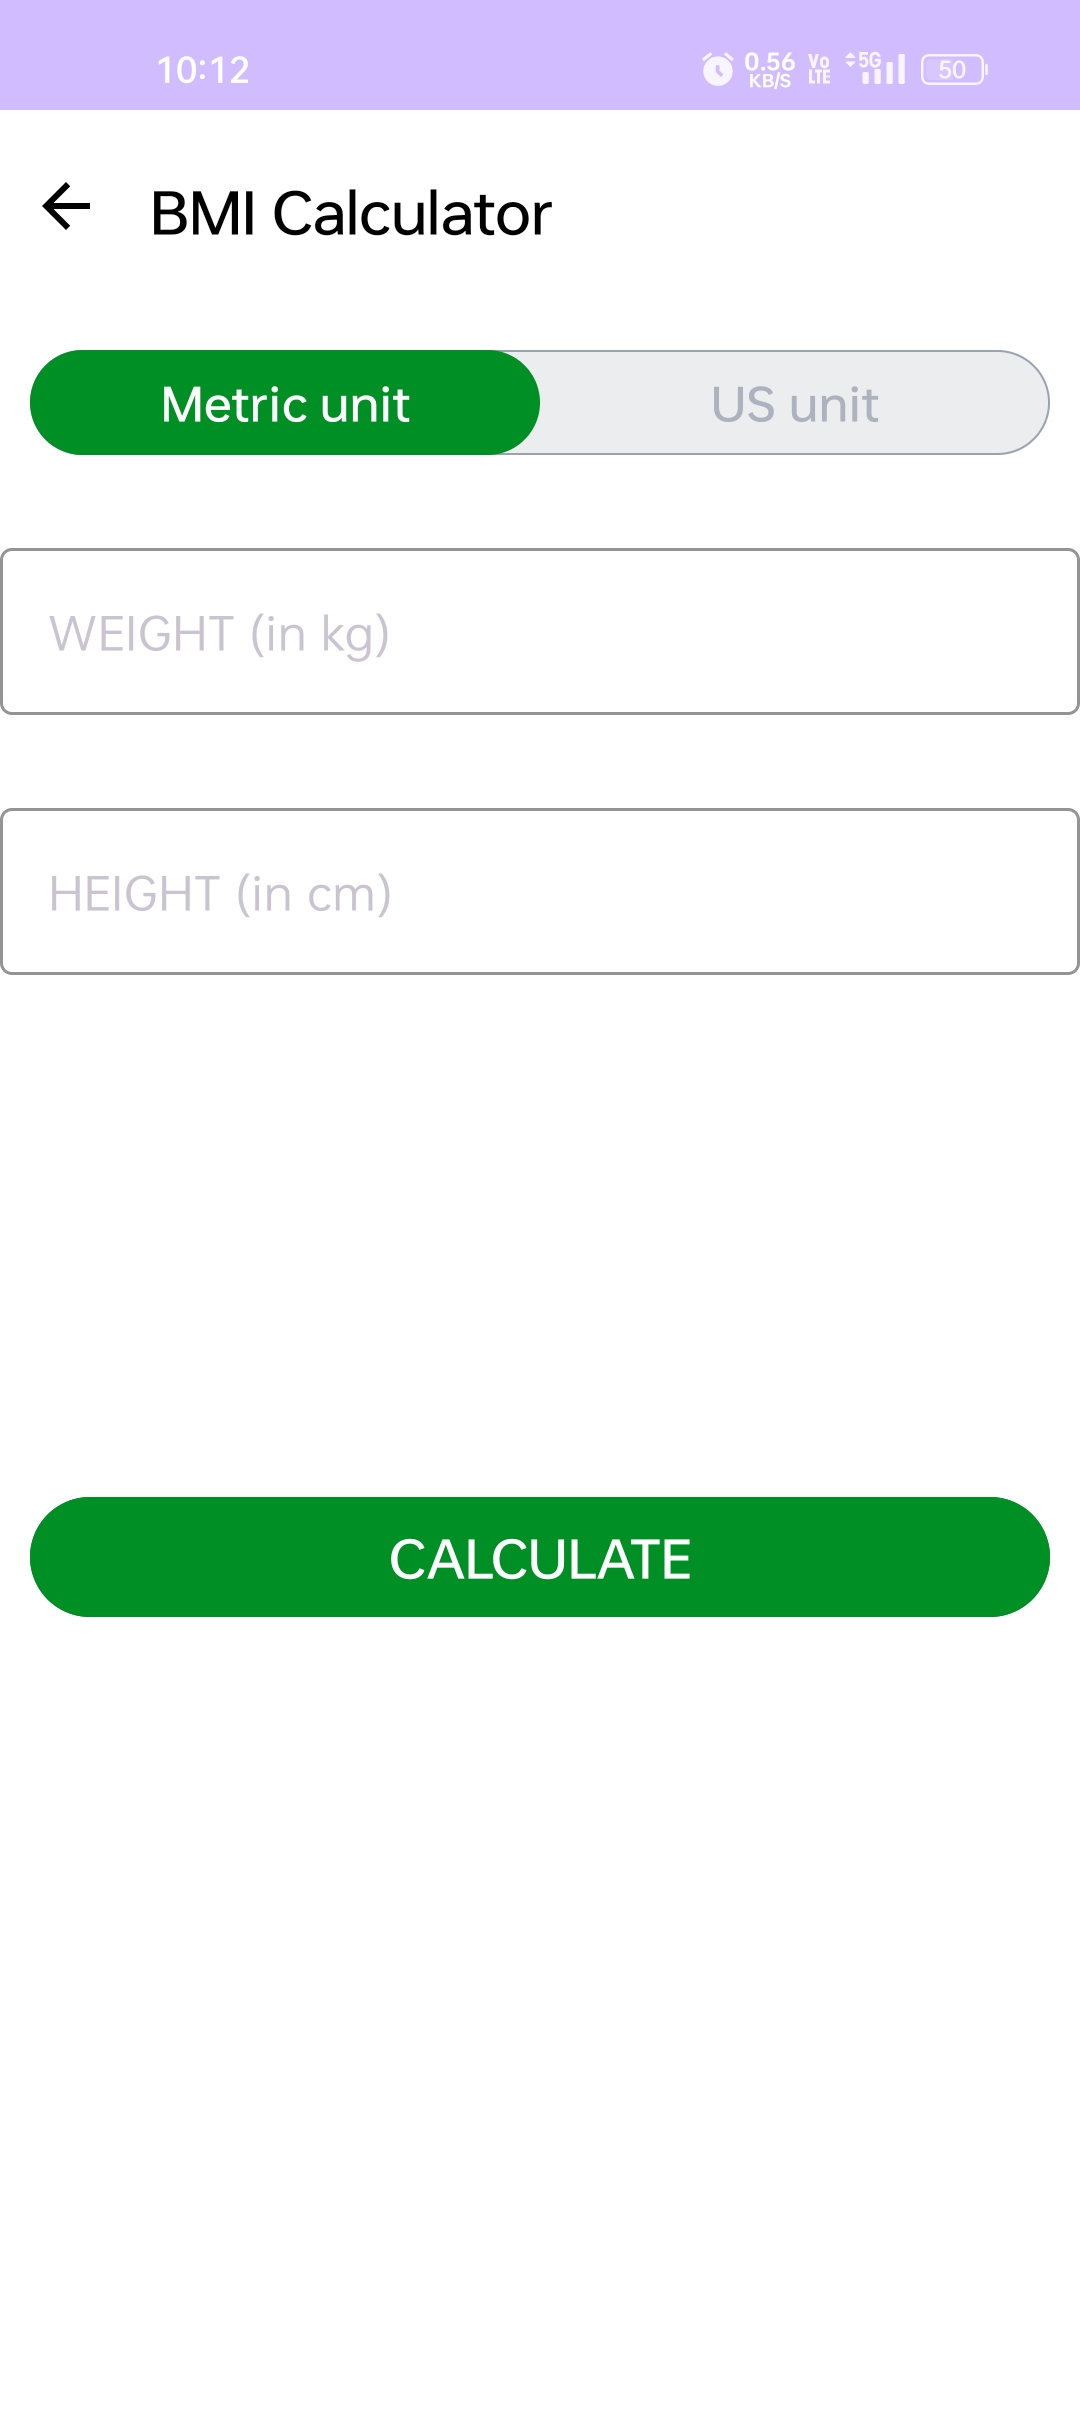 10:12
0.56
KB/S
Vo
LTE
5G
50
BMI Calculator
Metric unit
US unit
WEIGHT (in kg)
HEIGHT (in cm)
CALCULATE